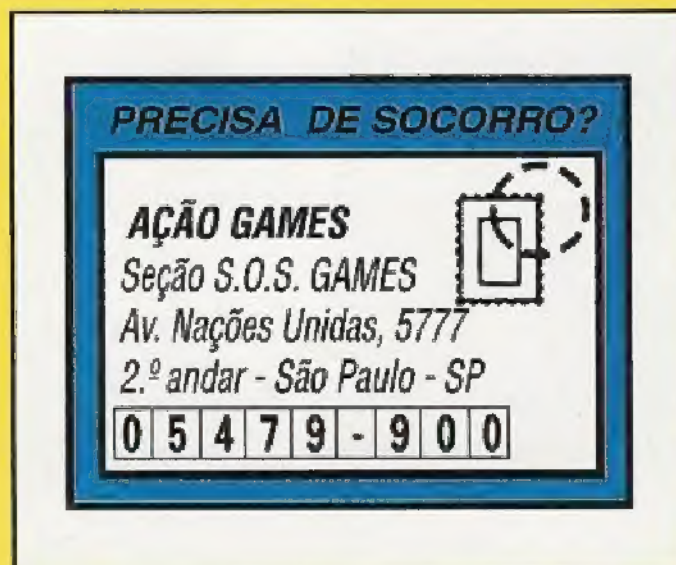 PRECISA DE SOCORRO?
AÇÃO GAMES
Seção S.O.S. GAMES
Av. Nações Unidas, 5777
2.º andar - São Paulo - SP
05479-900